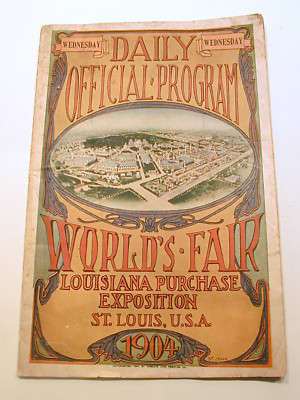 WEDNESDAY DAILY WEDNESDAY
OFFICIAL·PROGRAM
WORLD'S·FAIR
LOUISIANA PURCHASE
EXPOSITION
ST. LOUIS, U.S.A.
1904